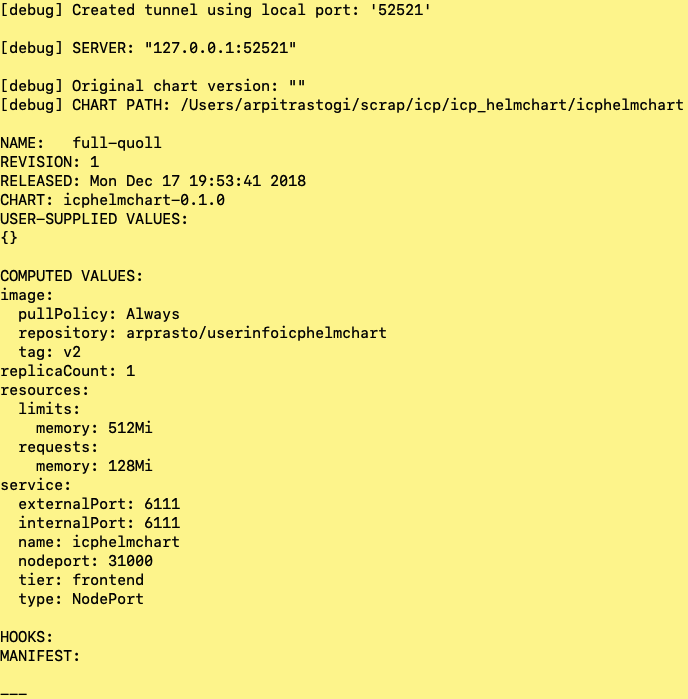 [debug] Created tunnel using local port: '52521'
[debug] SERVER: "127.0.0.1:52521"
[debug] Original chart version: ""
[debug] CHART PATH: /Users/arpitrastogi/scrap/icp/icp_helmchart/icphelmchart
NAME:   full-quoll
REVISION: 1
RELEASED: Mon Dec 17 19:53:41 2018
CHART: icphelmchart-0.1.0
USER-SUPPLIED VALUES:
{}
COMPUTED VALUES:
image:
  pullPolicy: Always
  repository: arprasto/userinfoicphelmchart
  tag: v2
replicaCount: 1
resources:
  limits:
    memory: 512Mi
  requests:
    memory: 128Mi
service:
  externalPort: 6111
  internalPort: 6111
  name: icphelmchart
  nodeport: 31000
  tier: frontend
  type: NodePort
HOOKS:
MANIFEST:
---